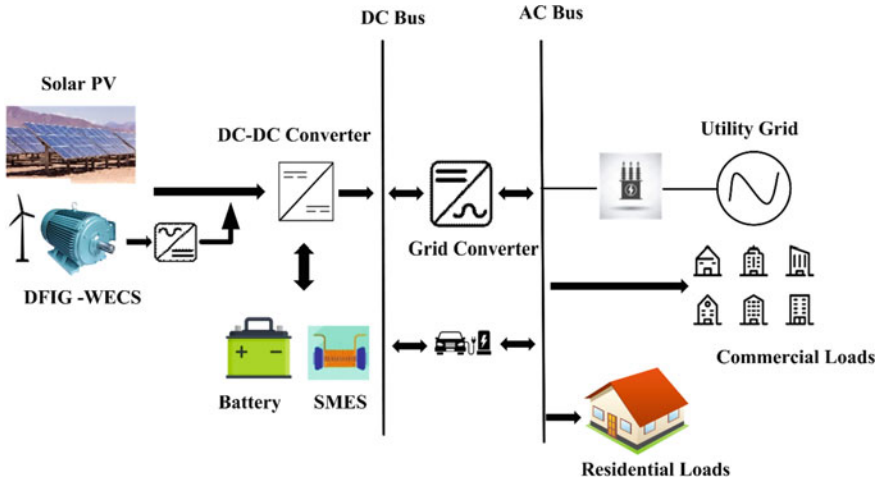 DC Bus
AC Bus
Solar PV
DC-DC Converter
Utility Grid
Grid Converter
DFIG -WECS
Commercial Loads
Battery
SMES
Residential Loads